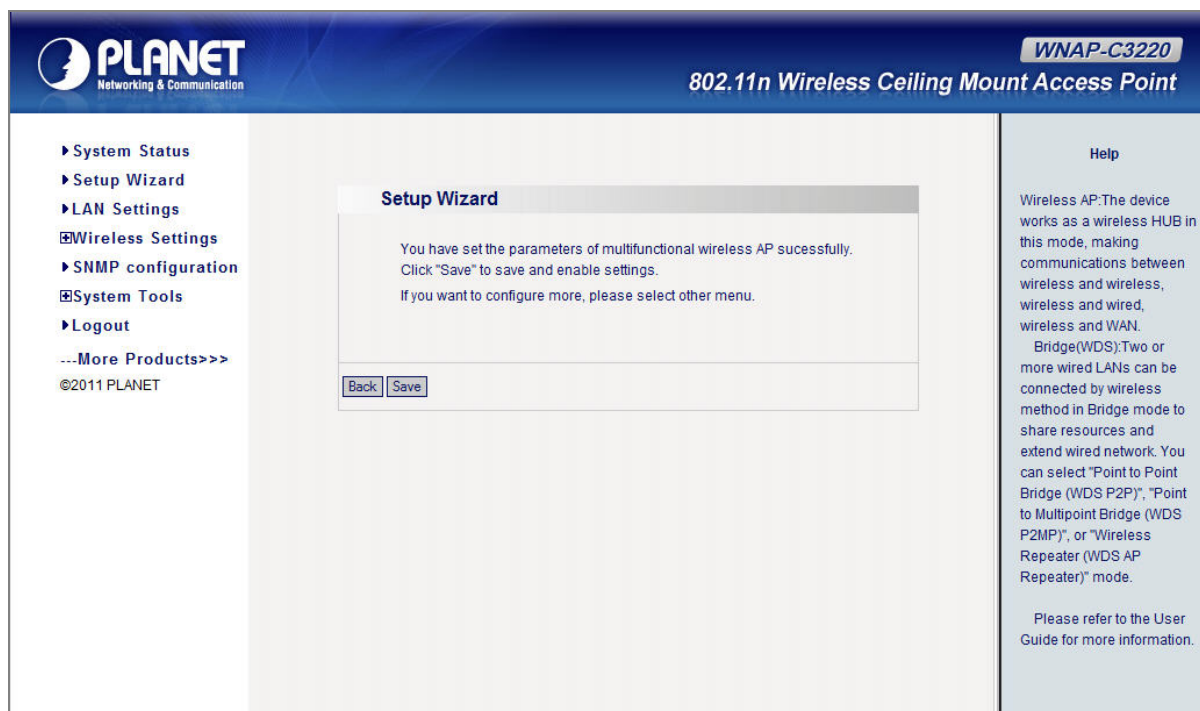 PLANET
Networking & Communication
WNAP-C3220
802.11n Wireless Ceiling Mount Access Point
System Status
Setup Wizard
LAN Settings
Wireless Settings
SNMP configuration
System Tools
Logout
---More Products>>>
©2011 PLANET
Setup Wizard
You have set the parameters of multifunctional wireless AP sucessfully.
Click "Save" to save and enable settings.
If you want to configure more, please select other menu.
Back Save
Help
Wireless AP:The device
works as a wireless HUB in
this mode, making
communications between
wireless and wireless,
wireless and wired,
wireless and WAN.
Bridge(WDS):Two or
more wired LANs can be
connected by wireless
method in Bridge mode to
share resources and
extend wired network. You
can select "Point to Point
Bridge (WDS P2P)", "Point
to Multipoint Bridge (WDS
P2MP)", or "Wireless
Repeater (WDS AP
Repeater)" mode.
Please refer to the User
Guide for more information.